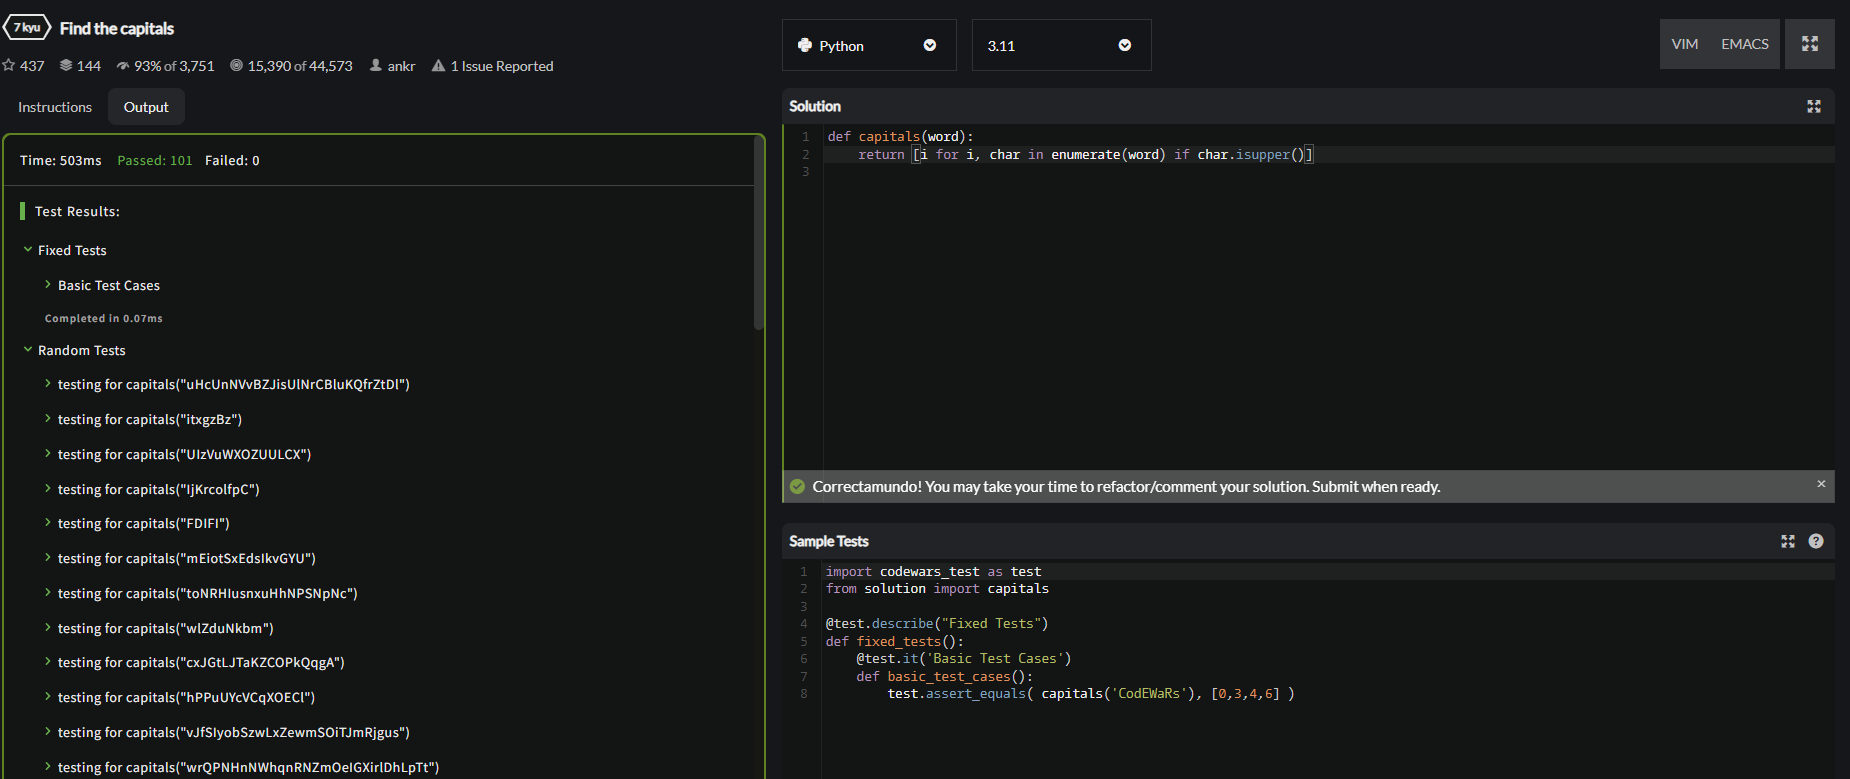 7 kyu Find the capitals
437 144 93% of 3,751 15,390 of 44,573 ankr 1 Issue Reported
Instructions Output
Time: 503ms Passed: 101 Failed: 0
Test Results:
Fixed Tests
Basic Test Cases
Completed in 0.07ms
Random Tests
testing for capitals("uHcUnNVvBZJisUlNrCBluKQfrZtDl")
testing for capitals("itxgzBz")
testing for capitals("UIzVuWXOZUULCX")
testing for capitals("IjKrcolfpC")
testing for capitals("FDIFI")
testing for capitals("mEiotSxEdsIkvGYU")
testing for capitals("toNRHIusnxuHhNPSNpNc")
testing for capitals("wlZduNkbm")
testing for capitals("cxJGtLJTaKZCOPkQqgA")
testing for capitals("hPPuUYcVCqXOECl")
testing for capitals("vJfSIyobSzwLxZewmSOiTJmRjgus")
testing for capitals("wrQPNHnNWhqnRNZmOeIGXirlDhLpTt")
Python 3.11 VIM EMACS
Solution
1 def capitals(word):
2     return [i for i, char in enumerate(word) if char.isupper()]
3
Correctamundo! You may take your time to refactor/comment your solution. Submit when ready.
Sample Tests
1 import codewars_test as test
2 from solution import capitals
3
4 @test.describe("Fixed Tests")
5 def fixed_tests():
6     @test.it('Basic Test Cases')
7     def basic_test_cases():
8         test.assert_equals( capitals('CodEWaRs'), [0,3,4,6] )